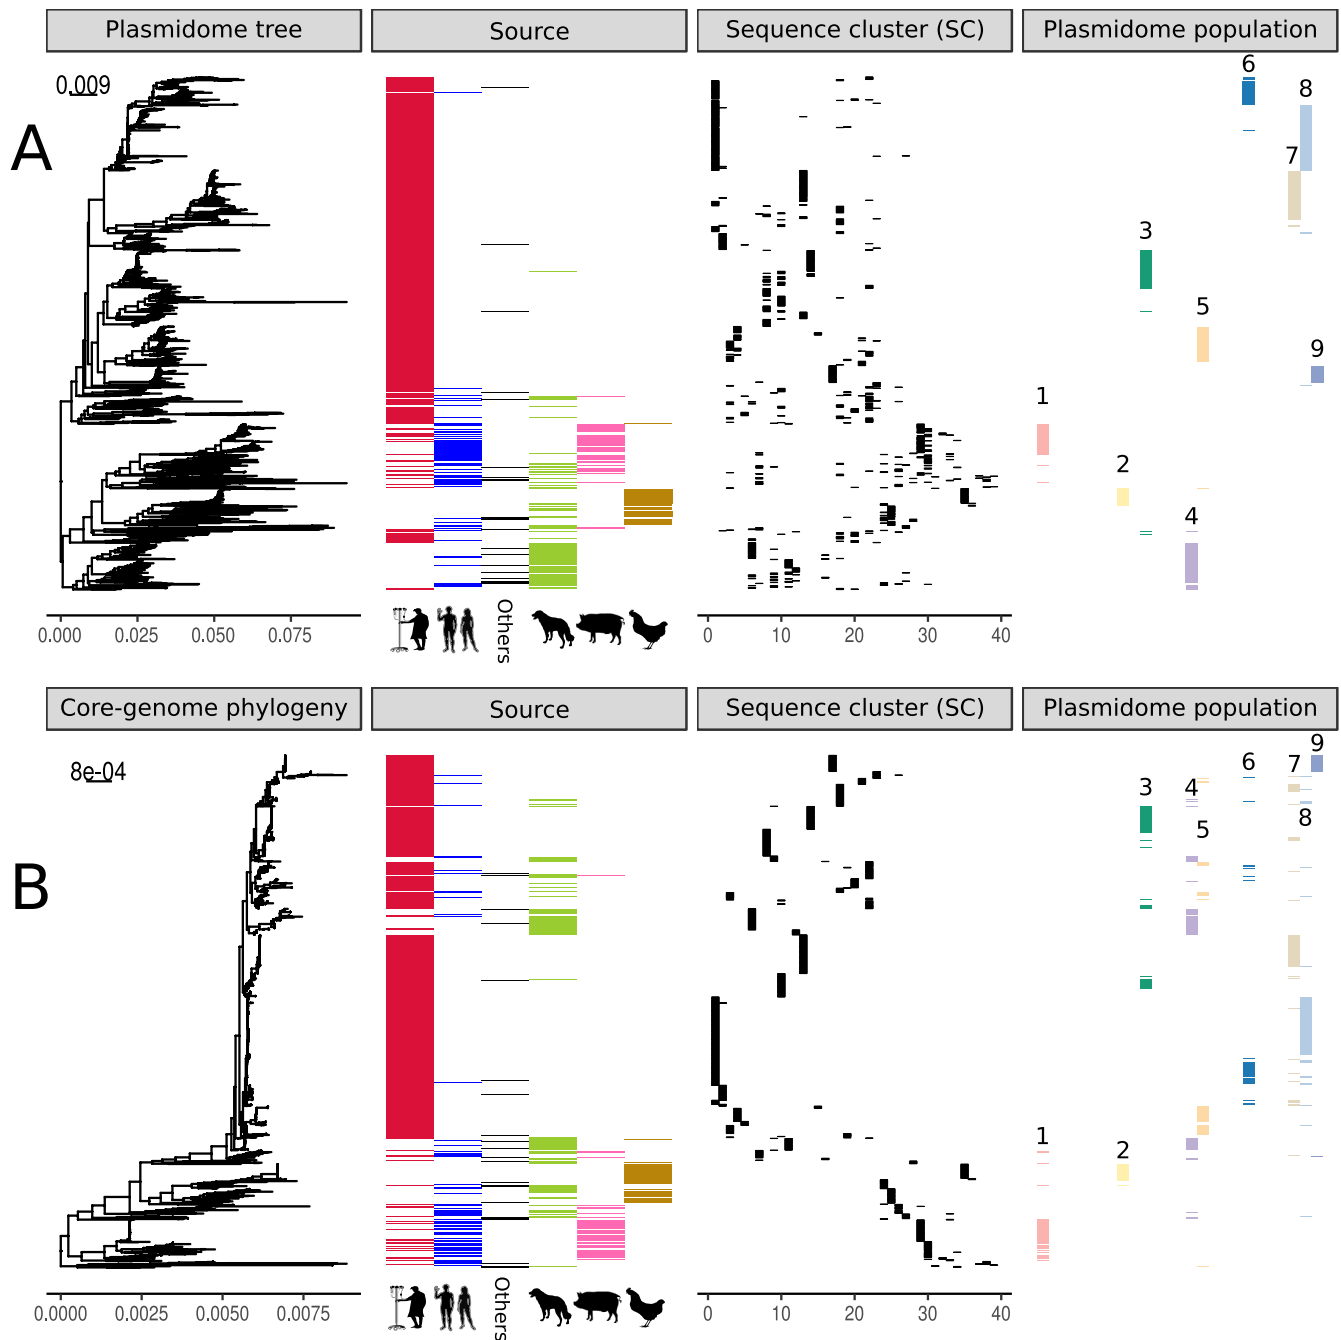 Plasmidome tree
Source
Sequence cluster (SC)
Plasmidome population
A
0.009
6
8
7
3
5
9
1
2
4
0.000 0.025 0.050 0.075
Others
0 10 20 30 40
Core-genome phylogeny
Source
Sequence cluster (SC)
Plasmidome population
B
8e-04
9
6
7
3
4
8
5
1
2
0.0000 0.0025 0.0050 0.0075
Others
0 10 20 30 40